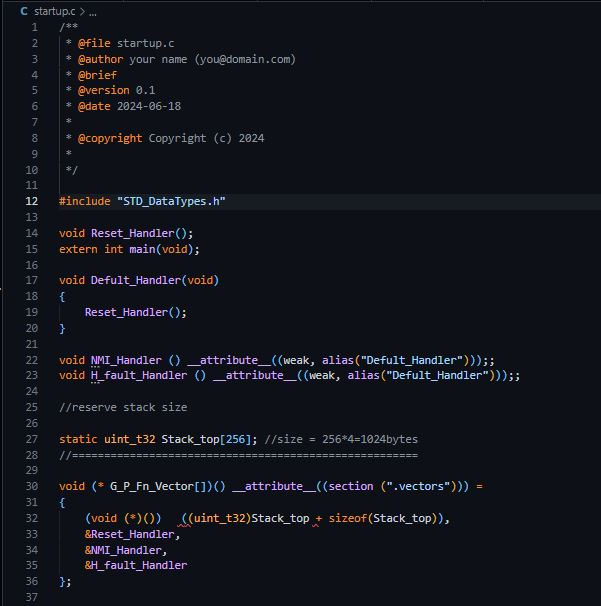 C startup.c > ...
1 /**
2  * @file startup.c
3  * @author your name (you@domain.com)
4  * @brief
5  * @version 0.1
6  * @date 2024-06-18
7  *
8  * @copyright Copyright (c) 2024
9  *
10  */
11
12 #include "STD_DataTypes.h"
13
14 void Reset_Handler();
15 extern int main(void);
16
17 void Defult_Handler(void)
18 {
19     Reset_Handler();
20 }
21
22 void NMI_Handler () __attribute__((weak, alias("Defult_Handler")));;
23 void H_fault_Handler () __attribute__((weak, alias("Defult_Handler")));;
24
25 //reserve stack size
26
27 static uint_t32 Stack_top[256]; //size = 256*4=1024bytes
28 //======================================================
29
30 void (* G_P_Fn_Vector[])() __attribute__((section (".vectors"))) =
31 {
32     (void (*)())   ((uint_t32)Stack_top + sizeof(Stack_top)),
33     &Reset_Handler,
34     &NMI_Handler,
35     &H_fault_Handler
36 };
37